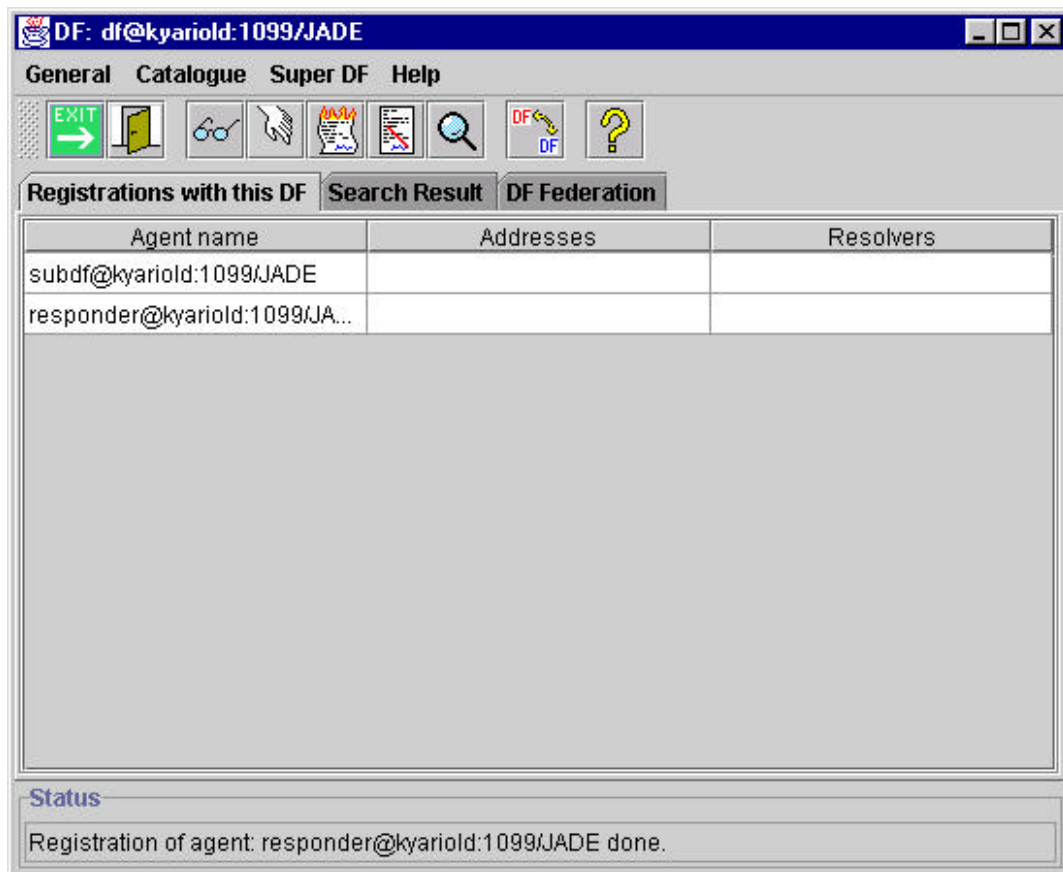 DF: df@kyariold:1099/JADE
General Catalogue Super DF Help
EXIT
DF
DF
Registrations with this DF Search Result DF Federation
Agent name Addresses Resolvers
subdf@kyariold:1099/JADE
responder@kyariold:1099/JA...
Status
Registration of agent: responder@kyariold:1099/JADE done.